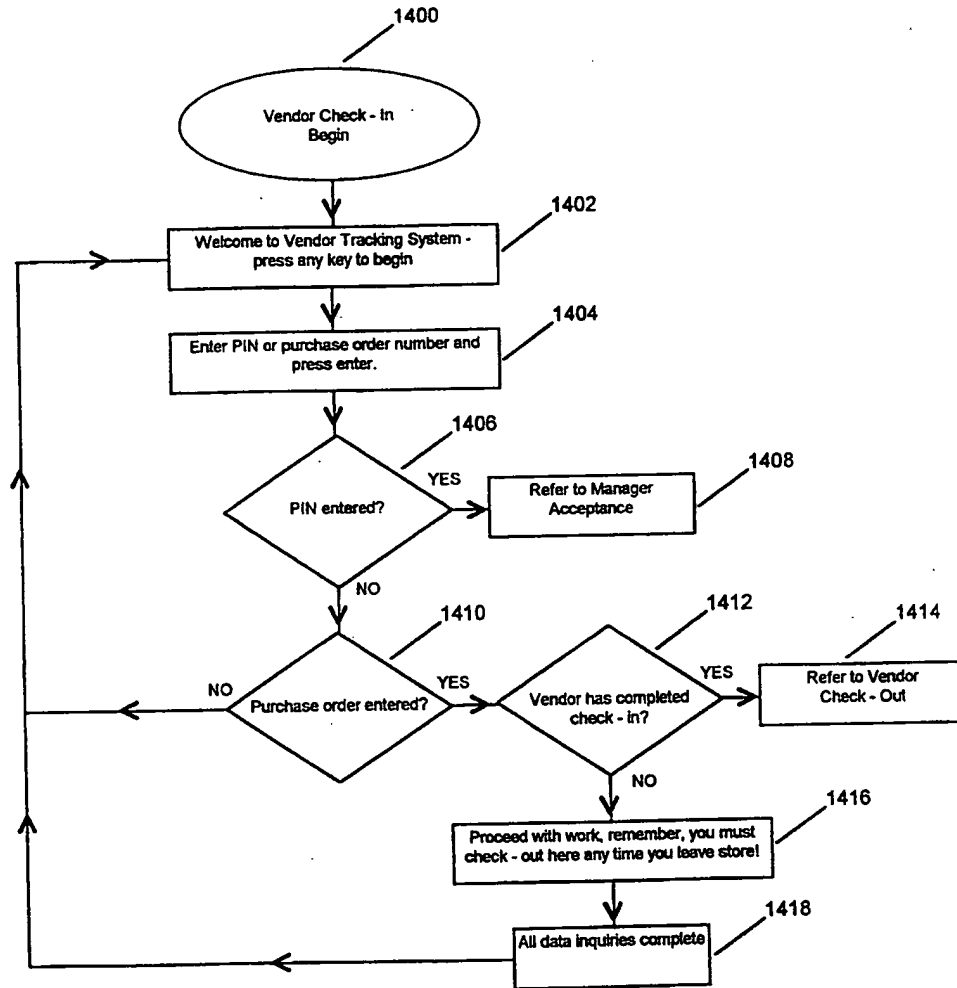 1400
Vendor Check - In
Begin
1402
Welcome to Vendor Tracking System -
press any key to begin
1404
Enter PIN or purchase order number and
press enter.
1406
PIN entered?
YES
1408
Refer to Manager
Acceptance
NO
1410
Purchase order entered?
NO
YES
1412
Vendor has completed
check - in?
YES
1414
Refer to Vendor
Check - Out
NO
1416
Proceed with work, remember, you must
check - out here any time you leave store!
1418
All data inquiries complete